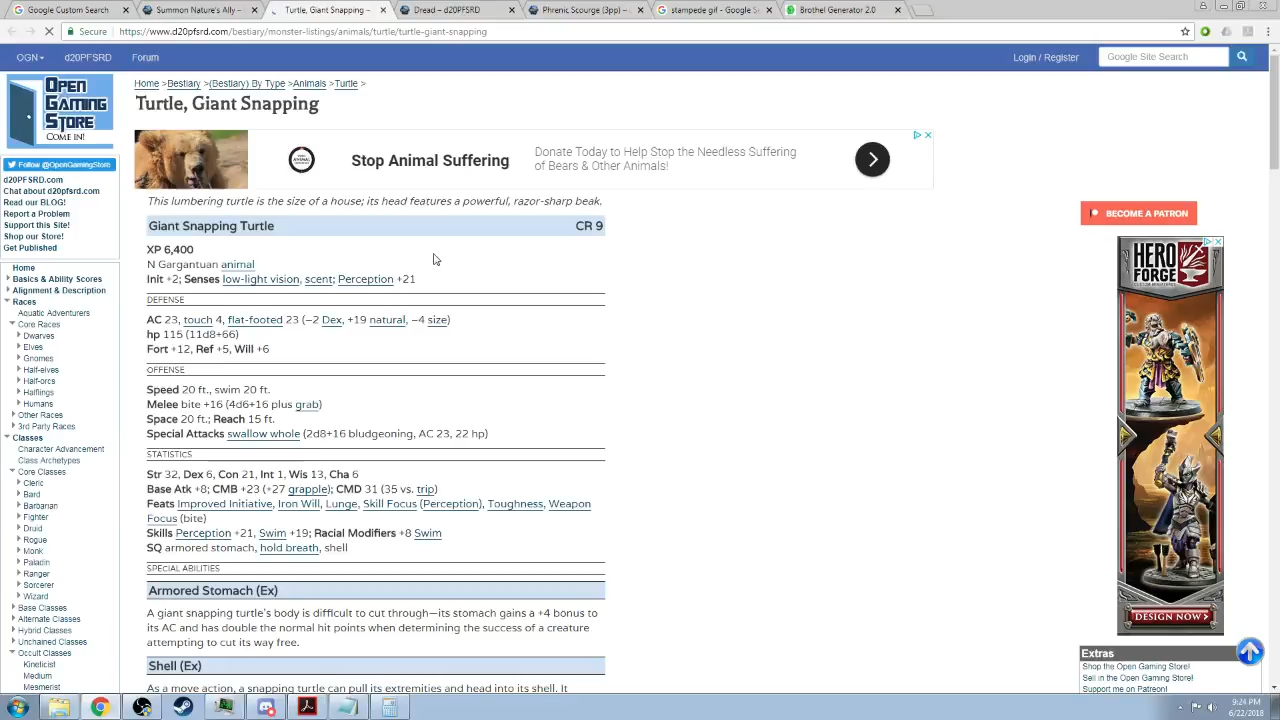 Google Custom Search
Summon Nature's Ally –
Turtle, Giant Snapping –
Dread – d20PFSRD
Phrenic Scourge (3pp) –
stampede gif - Google S
Brothel Generator 2.0
Secure
https://www.d20pfsrd.com/bestiary/monster-listings/animals/turtle/turtle-giant-snapping
OGN
d20PFSRD
Forum
Login / Register
Google Site Search
OPEN
GAMING
STORE
COME IN!
Follow @OpenGamingStore
d20PFSRD.com
Chat about d20pfsrd.com
Read our BLOG!
Report a Problem
Support this Site!
Shop our Store!
Get Published
Home
Basics & Ability Scores
Alignment & Description
Races
Aquatic Adventurers
Core Races
Dwarves
Elves
Gnomes
Half-elves
Half-orcs
Halflings
Humans
Other Races
3rd Party Races
Classes
Character Advancement
Class Archetypes
Core Classes
Cleric
Bard
Barbarian
Fighter
Druid
Rogue
Monk
Paladin
Ranger
Sorcerer
Wizard
Base Classes
Alternate Classes
Hybrid Classes
Unchained Classes
Occult Classes
Kineticist
Medium
Mesmerist
Home >Bestiary >(Bestiary) By Type >Animals >Turtle >
Turtle, Giant Snapping
Stop Animal Suffering
Donate Today to Help Stop the Needless Suffering
of Bears & Other Animals!
This lumbering turtle is the size of a house; its head features a powerful, razor-sharp beak.
Giant Snapping Turtle CR 9
XP 6,400
N Gargantuan animal
Init +2; Senses low-light vision, scent; Perception +21
DEFENSE
AC 23, touch 4, flat-footed 23 (–2 Dex, +19 natural, –4 size)
hp 115 (11d8+66)
Fort +12, Ref +5, Will +6
OFFENSE
Speed 20 ft., swim 20 ft.
Melee bite +16 (4d6+16 plus grab)
Space 20 ft.; Reach 15 ft.
Special Attacks swallow whole (2d8+16 bludgeoning, AC 23, 22 hp)
STATISTICS
Str 32, Dex 6, Con 21, Int 1, Wis 13, Cha 6
Base Atk +8; CMB +23 (+27 grapple); CMD 31 (35 vs. trip)
Feats Improved Initiative, Iron Will, Lunge, Skill Focus (Perception), Toughness, Weapon
Focus (bite)
Skills Perception +21, Swim +19; Racial Modifiers +8 Swim
SQ armored stomach, hold breath, shell
SPECIAL ABILITIES
Armored Stomach (Ex)
A giant snapping turtle's body is difficult to cut through—its stomach gains a +4 bonus to
its AC and has double the normal hit points when determining the success of a creature
attempting to cut its way free.
Shell (Ex)
As a move action, a snapping turtle can pull its extremities and head into its shell. It
BECOME A PATRON
HERO
FORGE
DESIGN NOW>
Extras
Shop the Open Gaming Store!
Sell in the Open Gaming Store!
Support me on Patreon!
9:24 PM
6/22/2018